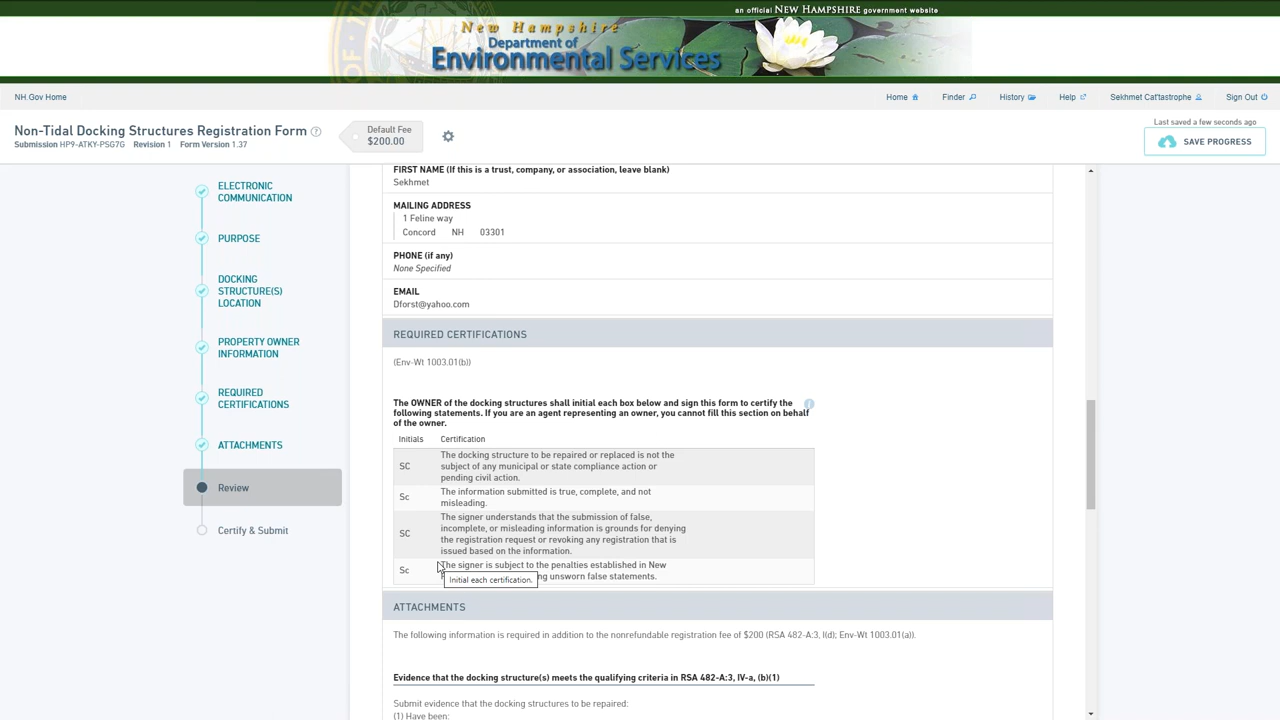 an official NEW HAMPSHIRE government website
New Hampshire
Department of
Environmental Services
NH.Gov Home
Home
Finder
History
Help
Sekhmet Cat'tastrophe
Sign Out
Non-Tidal Docking Structures Registration Form
Submission HP9-ATKY-PSG7G Revision 1 Form Version 1.37
Default Fee
$200.00
Last saved a few seconds ago
SAVE PROGRESS
ELECTRONIC
COMMUNICATION
PURPOSE
DOCKING
STRUCTURE(S)
LOCATION
PROPERTY OWNER
INFORMATION
REQUIRED
CERTIFICATIONS
ATTACHMENTS
Review
Certify & Submit
FIRST NAME (If this is a trust, company, or association, leave blank)
Sekhmet
MAILING ADDRESS
1 Feline way
Concord NH 03301
PHONE (if any)
None Specified
EMAIL
Dforst@yahoo.com
REQUIRED CERTIFICATIONS
(Env-Wt 1003.01(b))
The OWNER of the docking structures shall initial each box below and sign this form to certify the
following statements. If you are an agent representing an owner, you cannot fill this section on behalf
of the owner.
Initials Certification
SC The docking structure to be repaired or replaced is not the
subject of any municipal or state compliance action or
pending civil action.
Sc The information submitted is true, complete, and not
misleading.
SC The signer understands that the submission of false,
incomplete, or misleading information is grounds for denying
the registration request or revoking any registration that is
issued based on the information.
Sc The signer is subject to the penalties established in New
ng unsworn false statements.
Initial each certification.
ATTACHMENTS
The following information is required in addition to the nonrefundable registration fee of $200 (RSA 482-A:3, I(d); Env-Wt 1003.01(a)).
Evidence that the docking structure(s) meets the qualifying criteria in RSA 482-A:3, IV-a, (b)(1)
Submit evidence that the docking structures to be repaired:
(1) Have been: